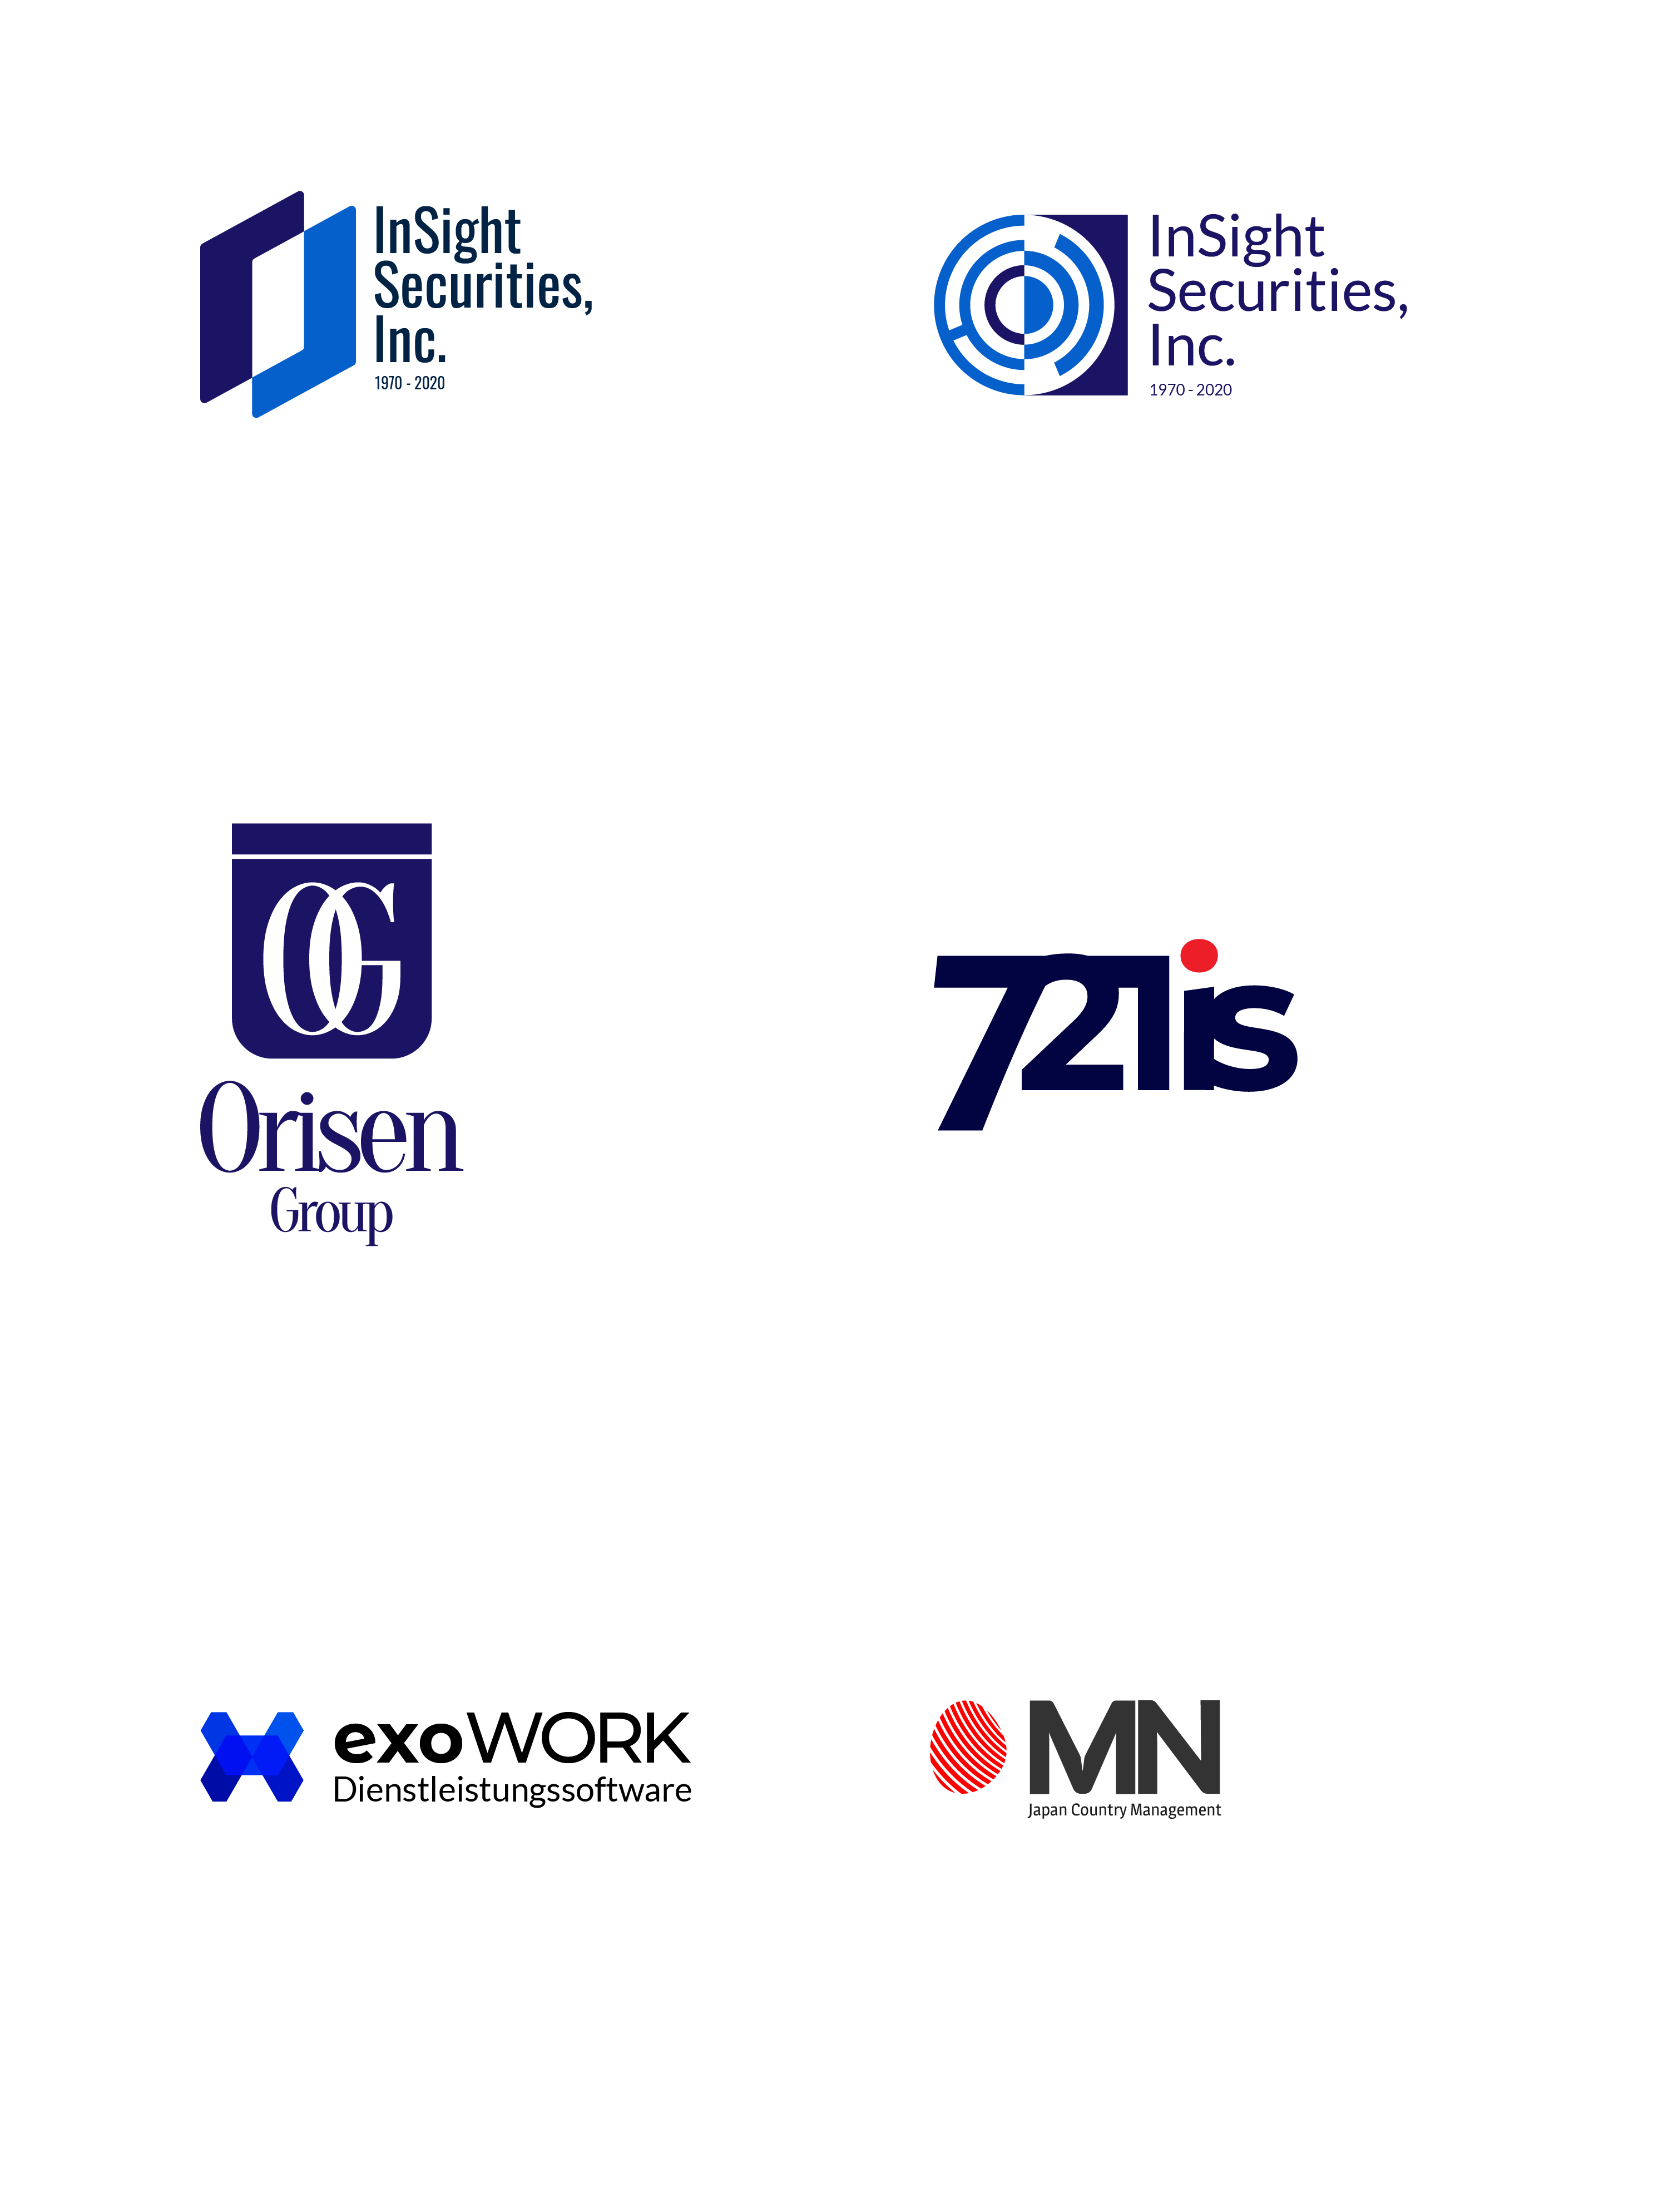 InSight
Securities,
Inc.
1970 - 2020
InSight
Securities,
Inc.
1970 - 2020
OG
Orisen
Group
721is
exoWORK
Dienstleistungssoftware
MN
Japan Country Management